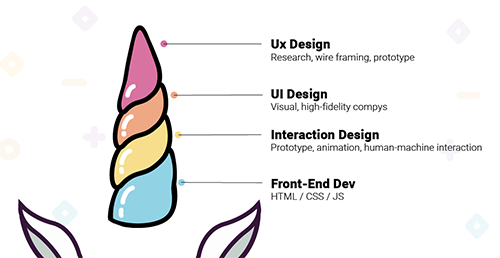 Ux Design
Research, wire framing, prototype
UI Design
Visual, high-fidelity compys
Interaction Design
Prototype, animation, human-machine interaction
Front-End Dev
HTML / CSS / JS